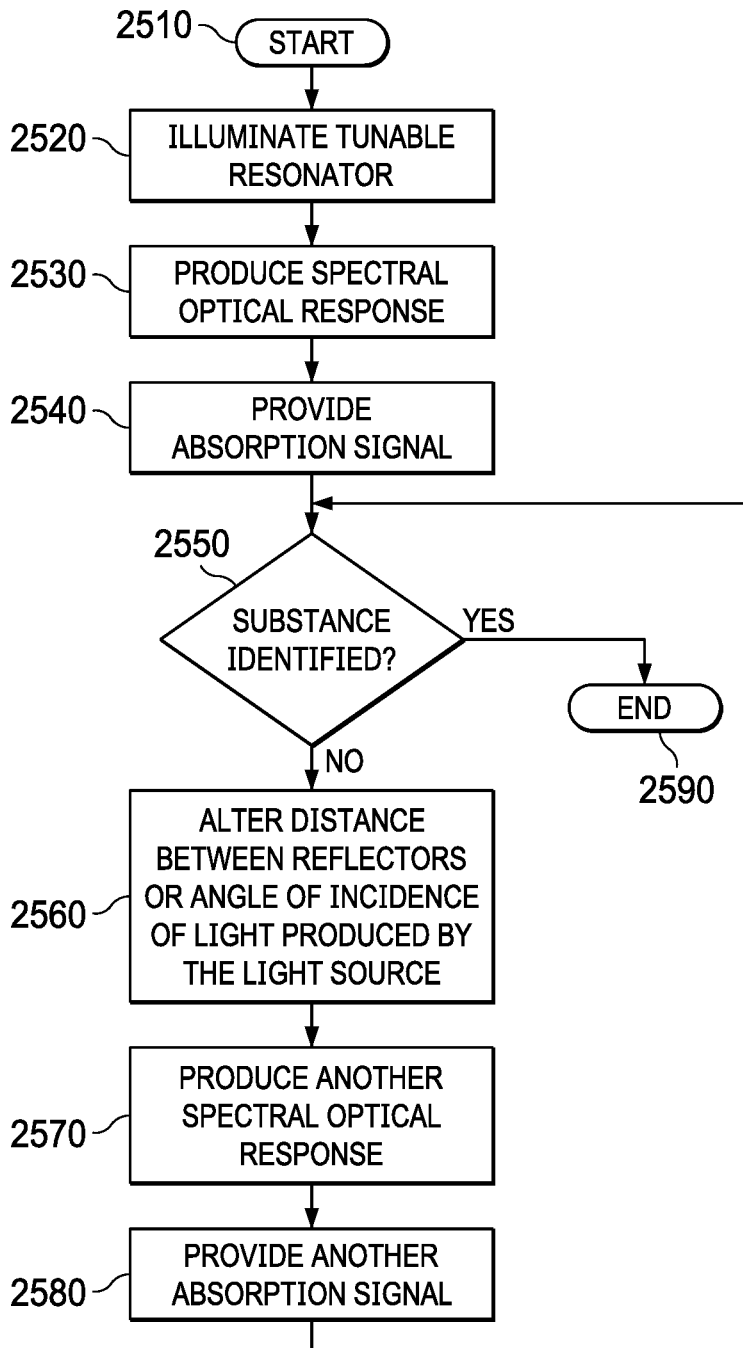 2510
START
2520
ILLUMINATE TUNABLE
RESONATOR
2530
PRODUCE SPECTRAL
OPTICAL RESPONSE
2540
PROVIDE
ABSORPTION SIGNAL
2550
SUBSTANCE
IDENTIFIED?
YES
END
2590
NO
2560
ALTER DISTANCE
BETWEEN REFLECTORS
OR ANGLE OF INCIDENCE
OF LIGHT PRODUCED BY
THE LIGHT SOURCE
2570
PRODUCE ANOTHER
SPECTRAL OPTICAL
RESPONSE
2580
PROVIDE ANOTHER
ABSORPTION SIGNAL